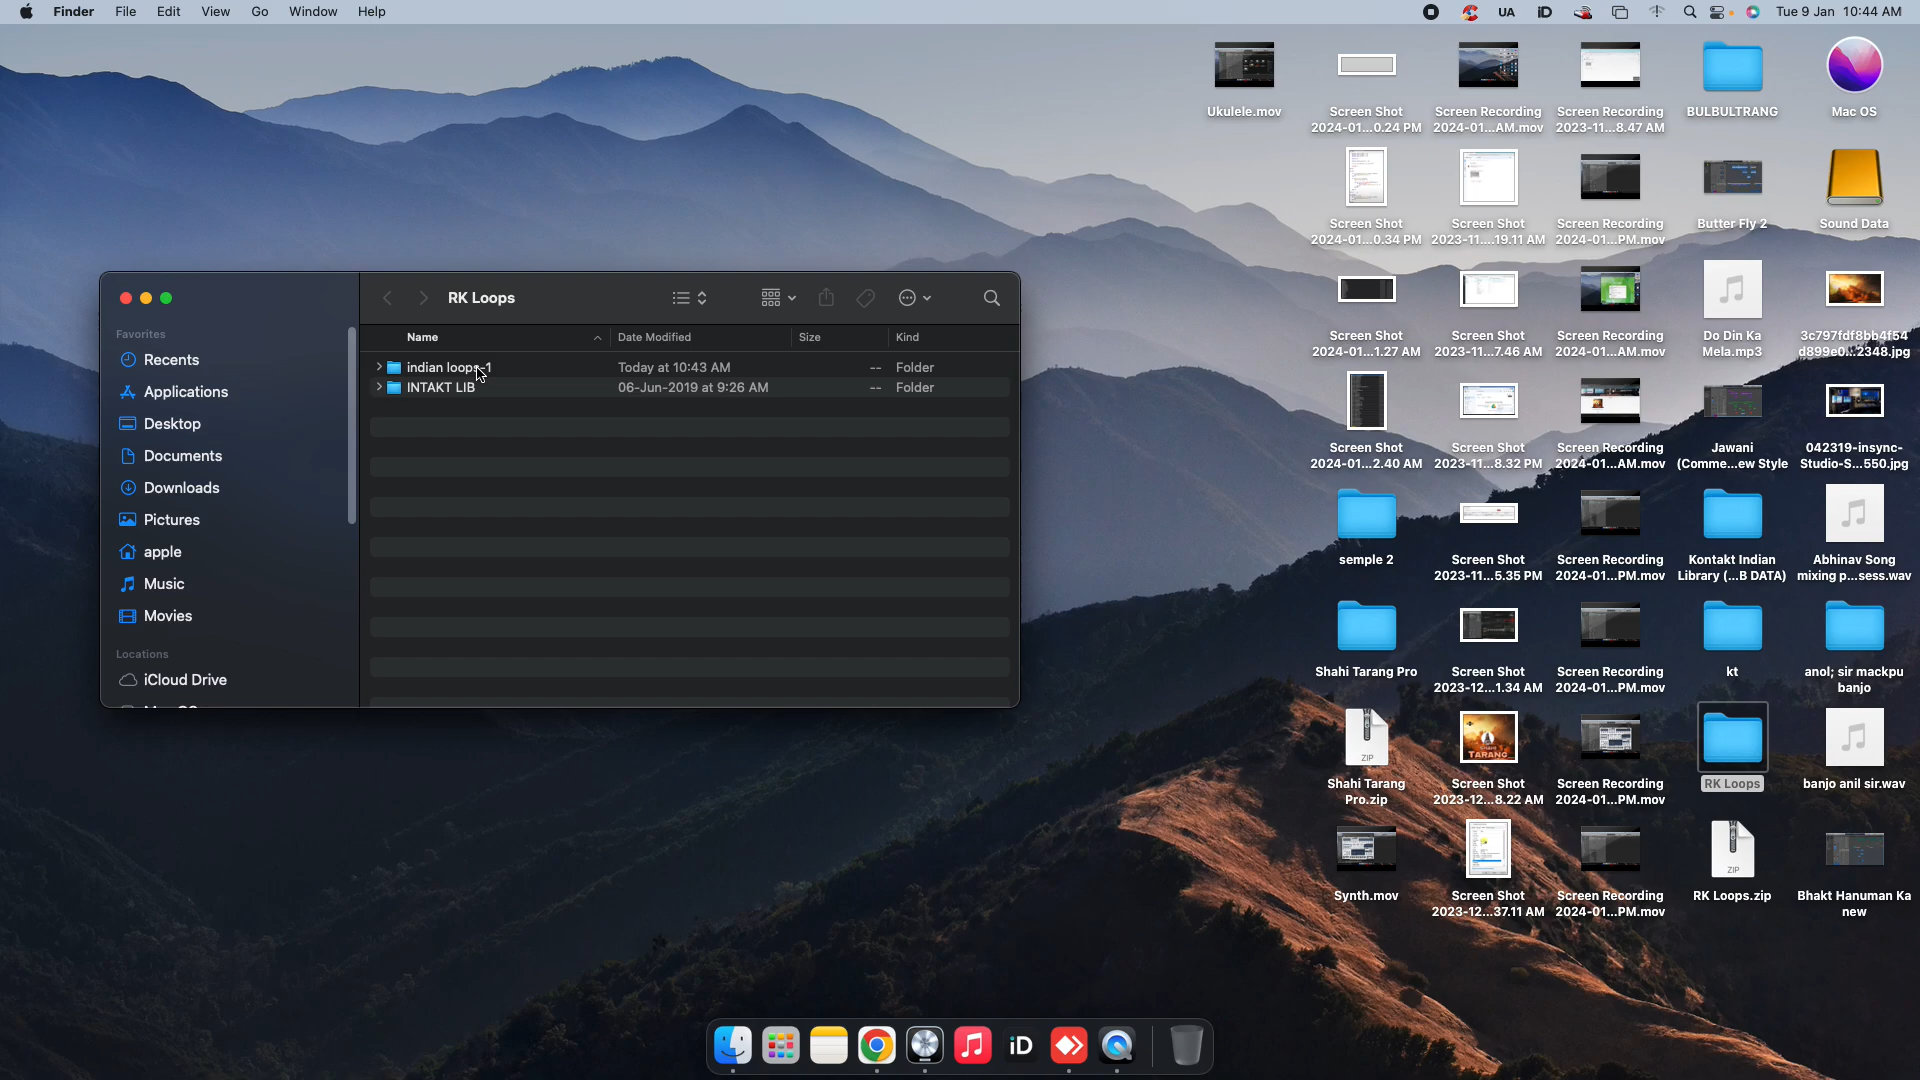 Finder File Edit View Go Window Help
UA iD Tue 9 Jan 10:44 AM
RK Loops
Favorites
Recents
Applications
Desktop
Documents
Downloads
Pictures
apple
Music
Movies
Locations
iCloud Drive
Name Date Modified Size Kind
indian loops-1 Today at 10:43 AM -- Folder
INTAKT LIB 06-Jun-2019 at 9:26 AM -- Folder
Ukulele.mov
Screen Shot
2024-01...0.24 PM
Screen Recording
2024-01...AM.mov
Screen Recording
2023-11...8.47 AM
BULBULTRANG
Mac OS
Screen Shot
2024-01...0.34 PM
Screen Shot
2023-11....19.11 AM
Screen Recording
2024-01...PM.mov
Butter Fly 2
Sound Data
Screen Shot
2024-01...1.27 AM
Screen Shot
2023-11...7.46 AM
Screen Recording
2024-01...AM.mov
Do Din Ka
Mela.mp3
3c797fdf8bb4f54
d899e0...2348.jpg
Screen Shot
2024-01...2.40 AM
Screen Shot
2023-11...8.32 PM
Screen Recording
2024-01...AM.mov
Jawani
(Comme...ew Style
042319-insync-
Studio-S...550.jpg
semple 2
Screen Shot
2023-11...5.35 PM
Screen Recording
2024-01...PM.mov
Kontakt Indian
Library (...B DATA)
Abhinav Song
mixing p...sess.wav
Shahi Tarang Pro
Screen Shot
2023-12...1.34 AM
Screen Recording
2024-01...PM.mov
kt
anol; sir mackpu
banjo
ZIP
Shahi Tarang
Pro.zip
TARANG
Screen Shot
2023-12...8.22 AM
Screen Recording
2024-01...PM.mov
RK Loops
banjo anil sir.wav
Synth.mov
Screen Shot
2023-12...37.11 AM
Screen Recording
2024-01...PM.mov
ZIP
RK Loops.zip
Bhakt Hanuman Ka
new
iD